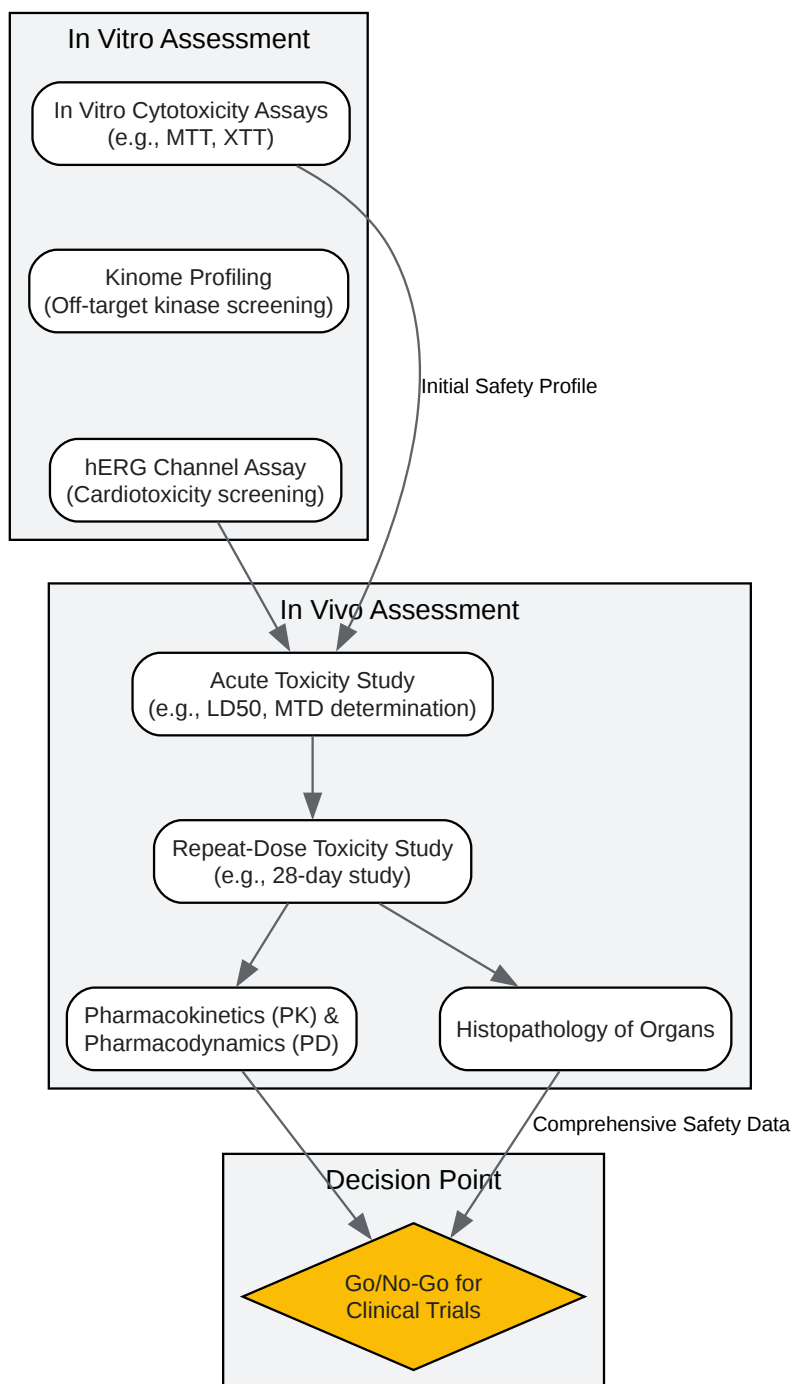 In Vitro Assessment
In Vitro Cytotoxicity Assays
(e.g., MTT, XTT)
Kinome Profiling
(Off-target kinase screening)
Initial Safety Profile
hERG Channel Assay
(Cardiotoxicity screening)
In Vivo Assessment
Acute Toxicity Study
(e.g., LD50, MTD determination)
Repeat-Dose Toxicity Study
(e.g., 28-day study)
Pharmacokinetics (PK) &
Pharmacodynamics (PD)
Histopathology of Organs
Comprehensive Safety Data
Decision Point
Go/No-Go for
Clinical Trials